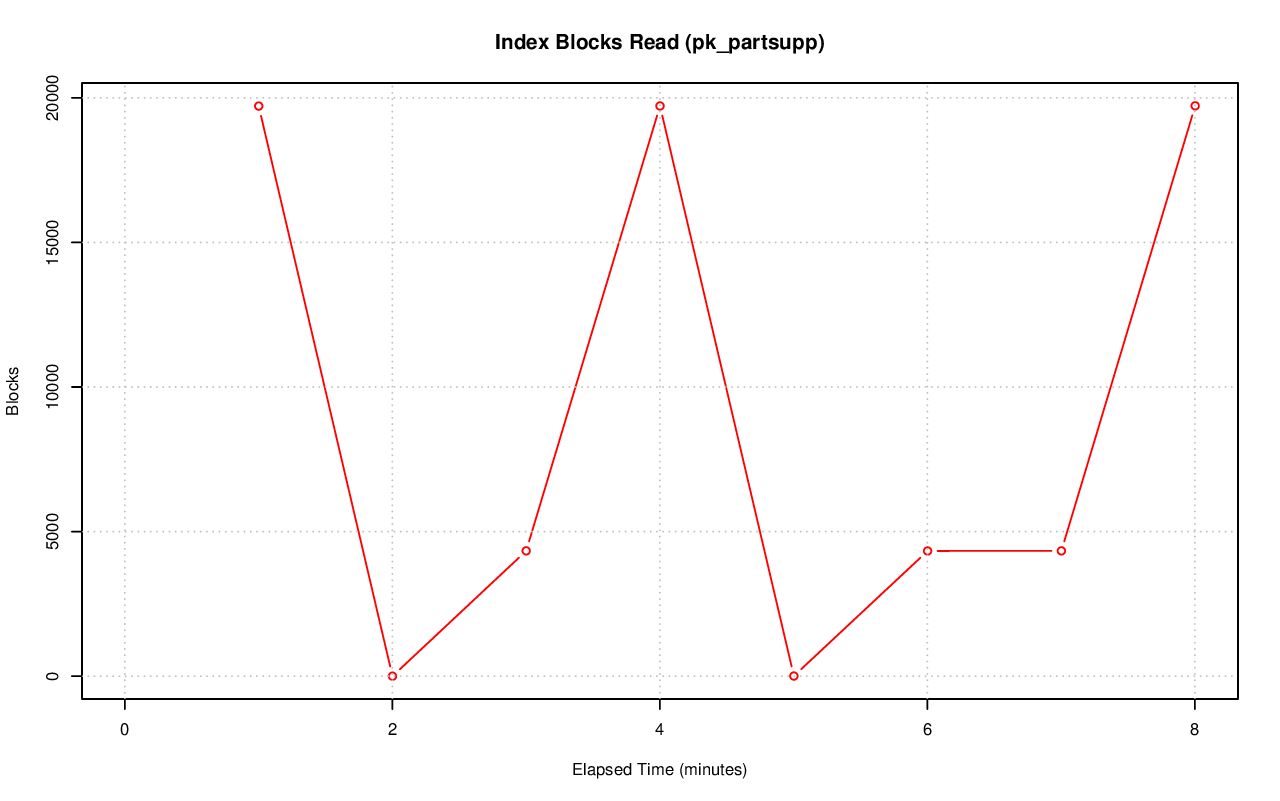 Index Blocks Read (pk_partsupp)
Blocks
20000
15000
10000
5000
0
0 2 4 6 8
Elapsed Time (minutes)